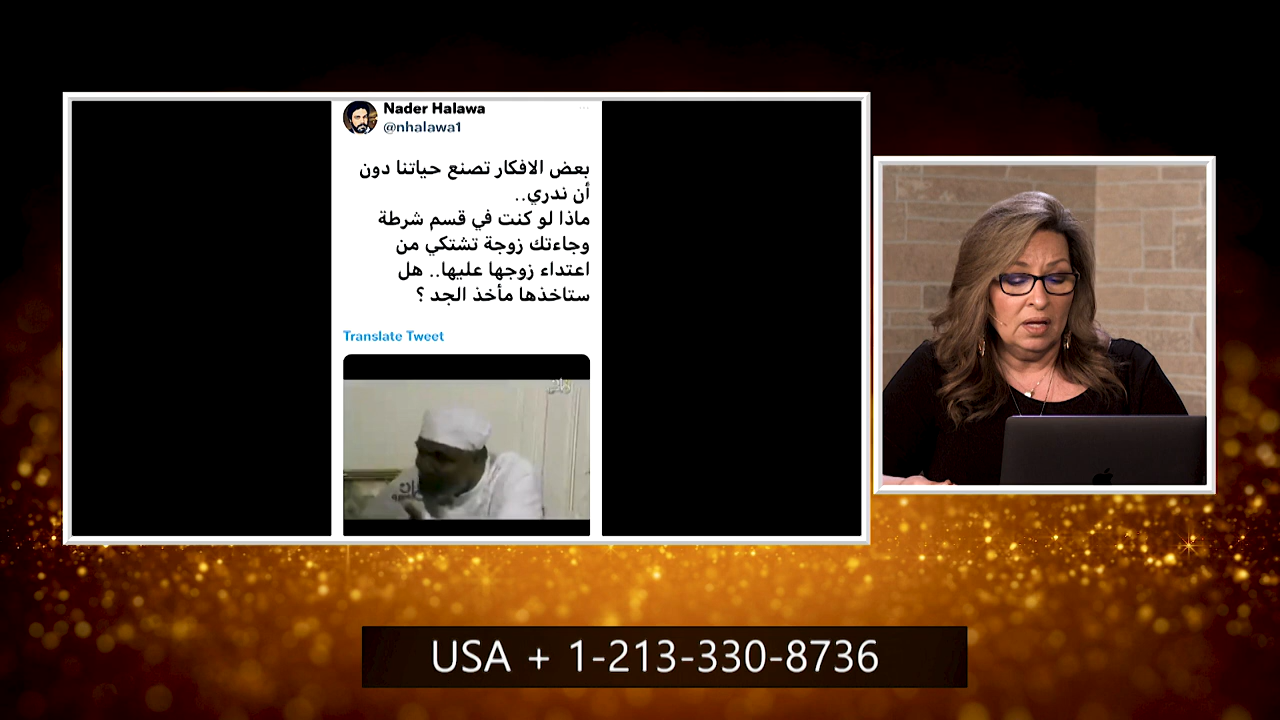 Nader Halawa
@nhalawa1
بعض الافكار تصنع حياتنا دون
أن ندري..
ماذا لو كنت في قسم شرطة
وجاءتك زوجة تشتكي من
اعتداء زوجها عليها.. هل
ستاخذها مأخذ الجد ؟
Translate Tweet
USA + 1-213-330-8736